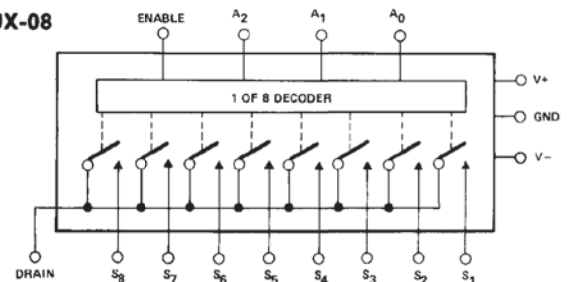 UX-08
ENABLE A2 A1 A0
1 OF 8 DECODER
V+
GND
V−
DRAIN S8 S7 S6 S5 S4 S3 S2 S1